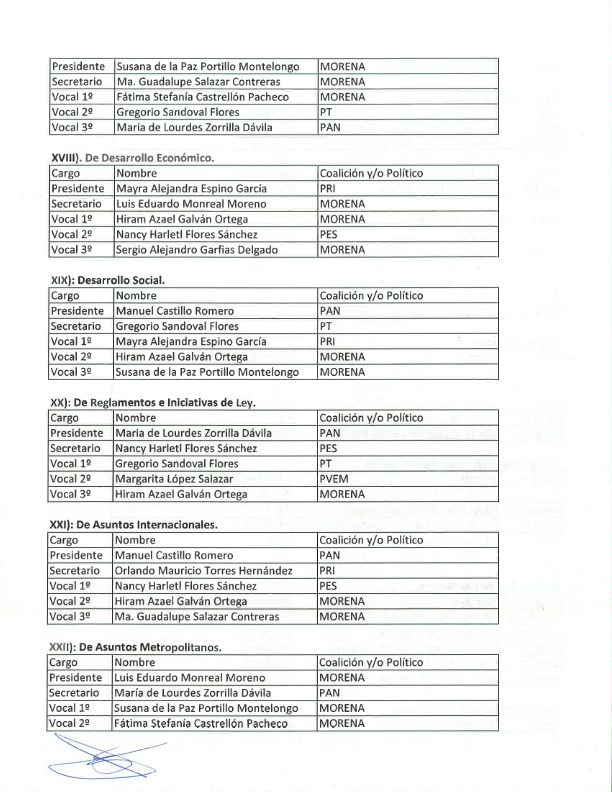 Presidente Susana de la Paz Portillo Montelongo MORENA
Secretario Ma. Guadalupe Salazar Contreras MORENA
Vocal 1º Fátima Stefanía Castrellón Pacheco MORENA
Vocal 2º Gregorio Sandoval Flores PT
Vocal 3º María de Lourdes Zorrilla Dávila PAN
XVIII). De Desarrollo Económico.
Cargo Nombre Coalición y/o Político
Presidente Mayra Alejandra Espino García PRI
Secretario Luis Eduardo Monreal Moreno MORENA
Vocal 1º Hiram Azael Galván Ortega MORENA
Vocal 2º Nancy Harletl Flores Sánchez PES
Vocal 3º Sergio Alejandro Garfias Delgado MORENA
XIX): Desarrollo Social.
Cargo Nombre Coalición y/o Político
Presidente Manuel Castillo Romero PAN
Secretario Gregorio Sandoval Flores PT
Vocal 1º Mayra Alejandra Espino García PRI
Vocal 2º Hiram Azael Galván Ortega MORENA
Vocal 3º Susana de la Paz Portillo Montelongo MORENA
XX): De Reglamentos e Iniciativas de Ley.
Cargo Nombre Coalición y/o Político
Presidente Maria de Lourdes Zorrilla Dávila PAN
Secretario Nancy Harletl Flores Sánchez PES
Vocal 1º Gregorio Sandoval Flores PT
Vocal 2º Margarita López Salazar PVEM
Vocal 3º Hiram Azael Galván Ortega MORENA
XXI): De Asuntos Internacionales.
Cargo Nombre Coalición y/o Político
Presidente Manuel Castillo Romero PAN
Secretario Orlando Mauricio Torres Hernández PRI
Vocal 1º Nancy Harletl Flores Sánchez PES
Vocal 2º Hiram Azael Galván Ortega MORENA
Vocal 3º Ma. Guadalupe Salazar Contreras MORENA
XXII): De Asuntos Metropolitanos.
Cargo Nombre Coalición y/o Político
Presidente Luis Eduardo Monreal Moreno MORENA
Secretario María de Lourdes Zorrilla Dávila PAN
Vocal 1º Susana de la Paz Portillo Montelongo MORENA
Vocal 2º Fátima Stefanía Castrellón Pacheco MORENA